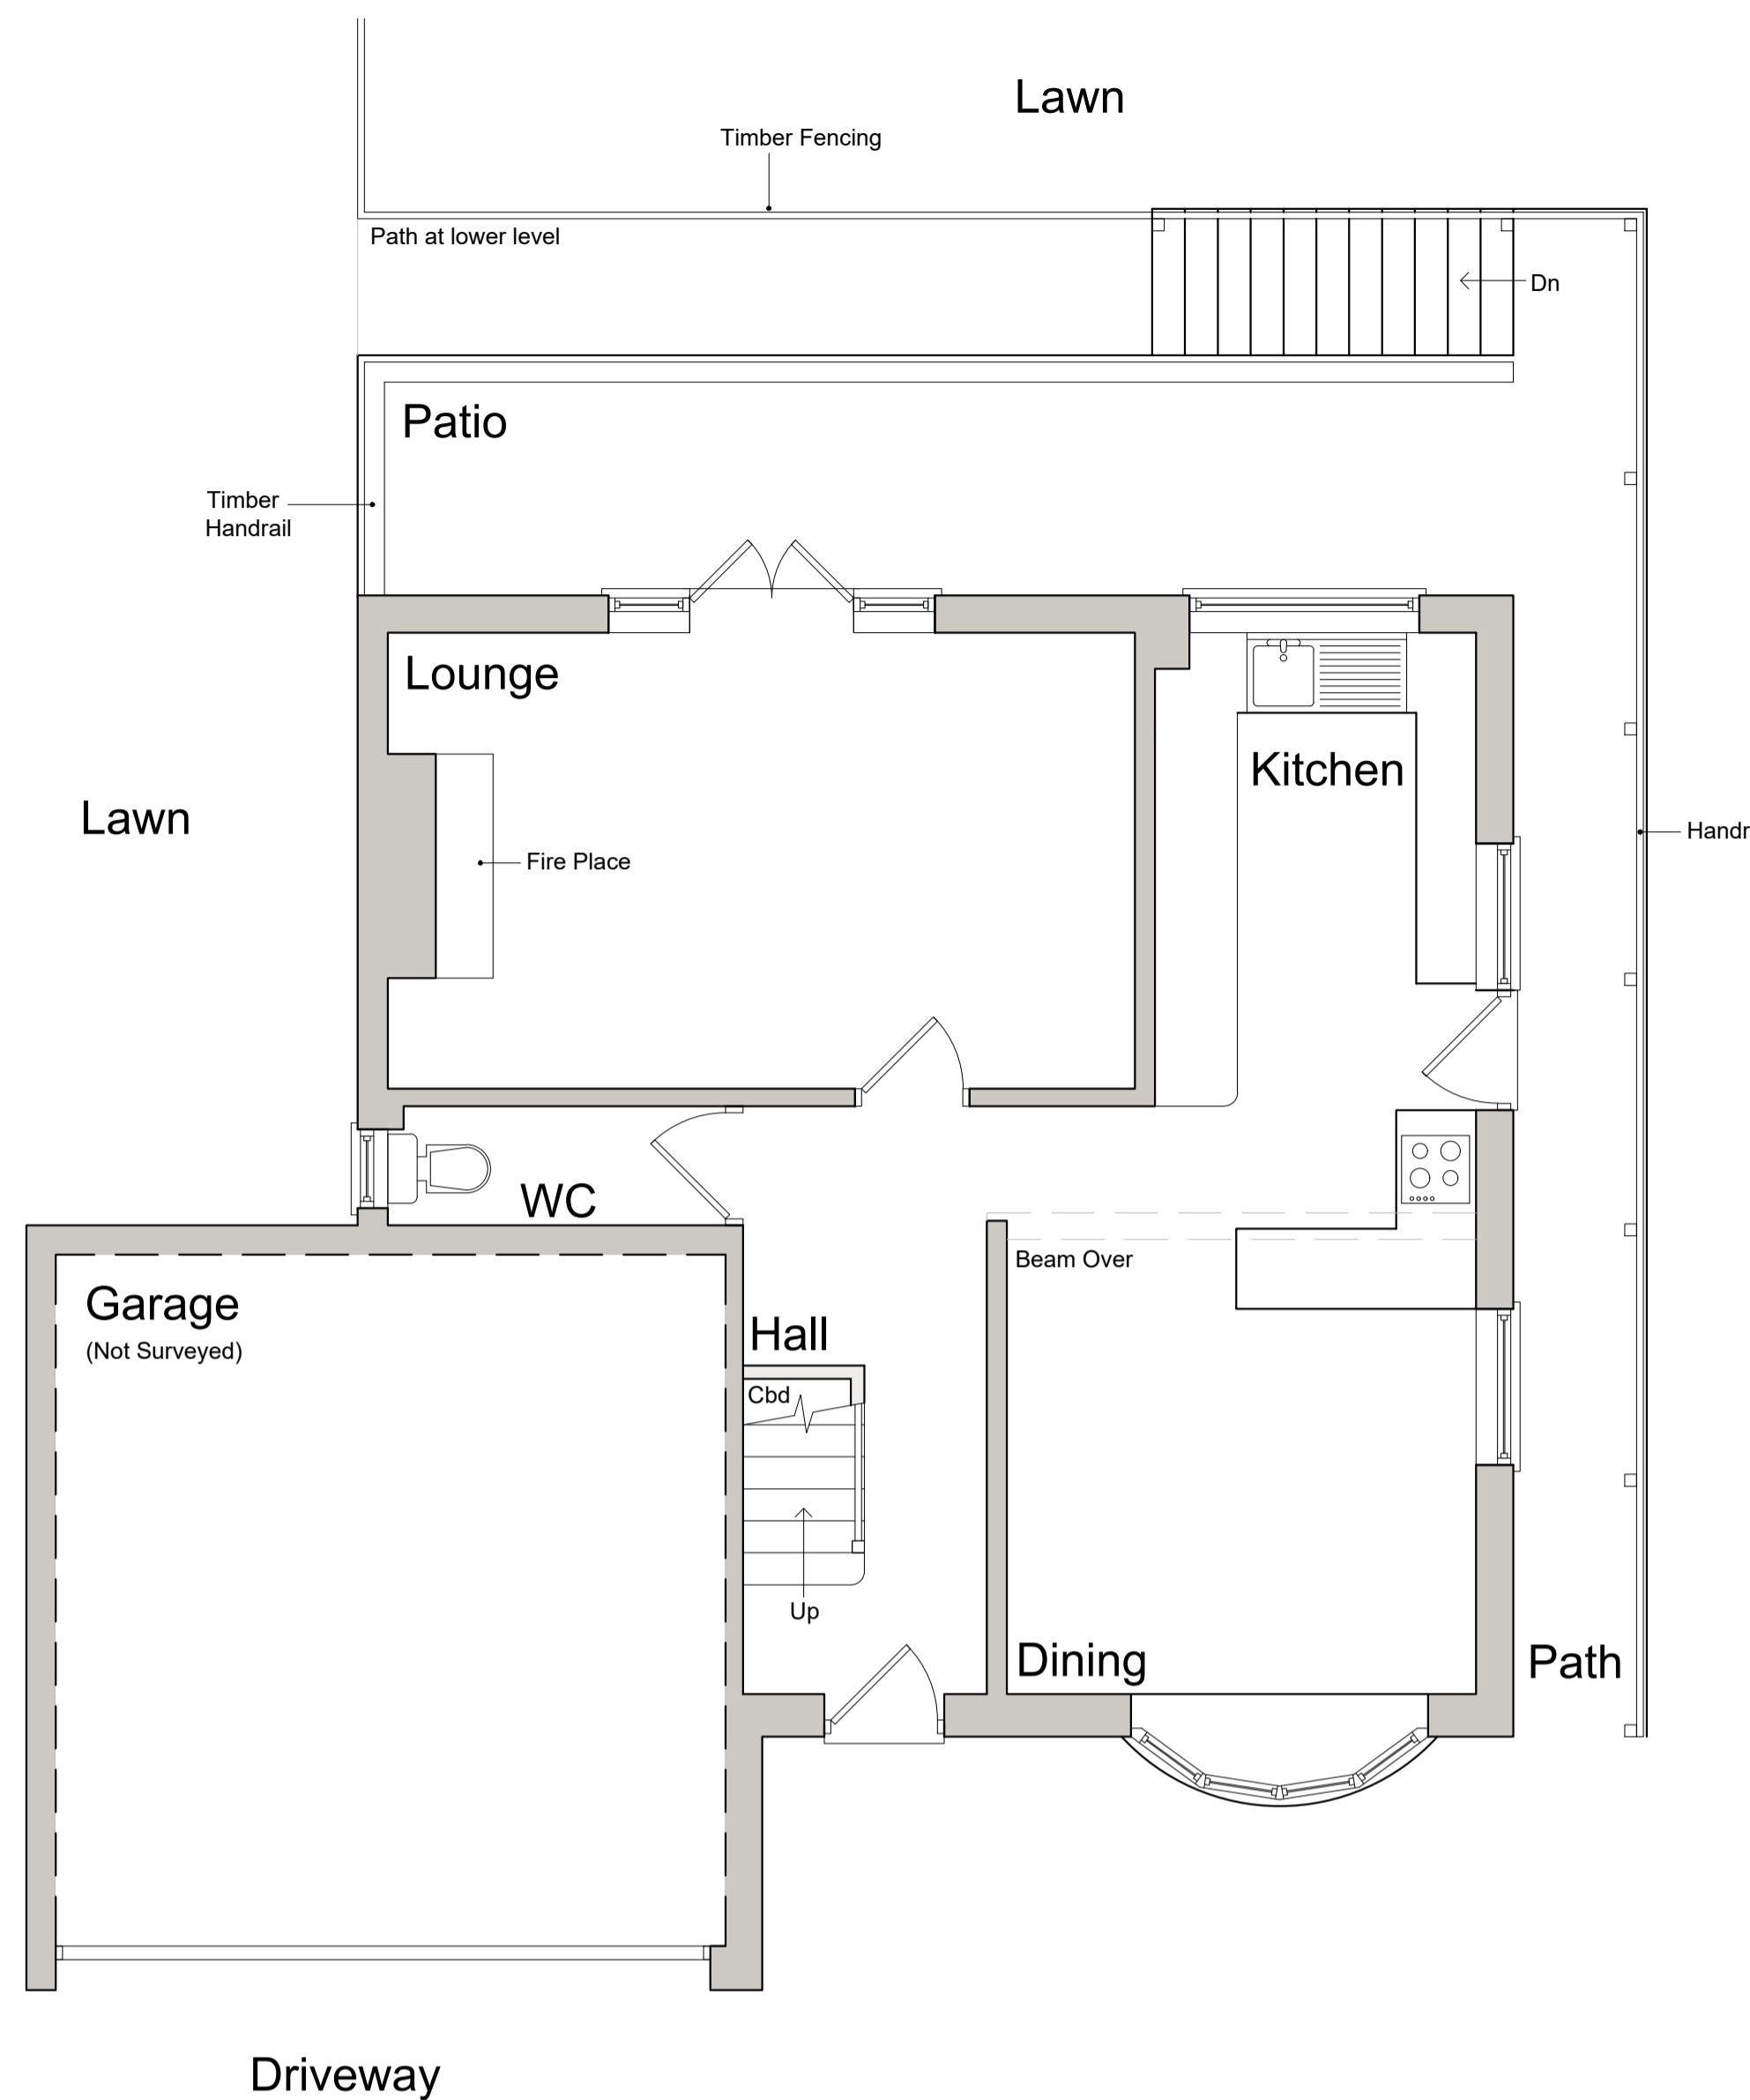 Lawn
Timber Fencing
Path at lower level
Dn
Patio
Timber
Handrail
Lounge
Kitchen
Lawn
Handr
Fire Place
WC
Beam Over
Garage
(Not Surveyed)
Hall
Cbd
Up
Dining
Path
Driveway